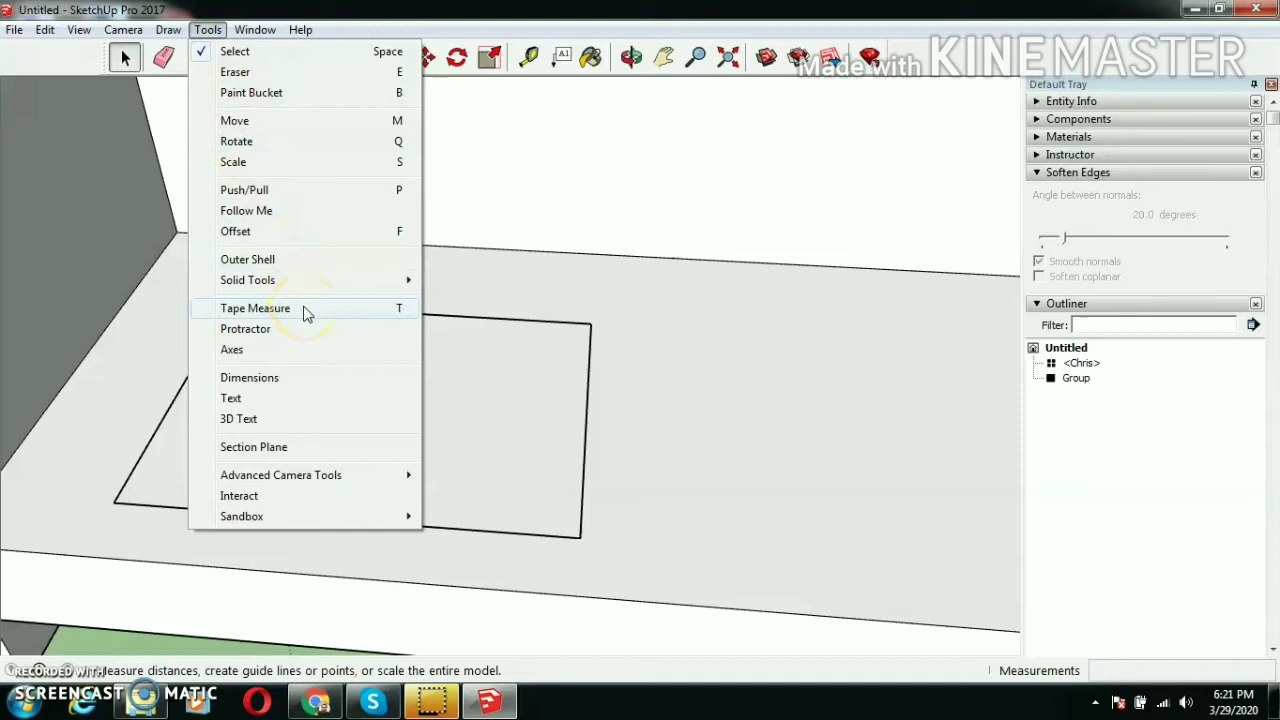 Untitled - SketchUp Pro 2017
File Edit View Camera Draw Tools Window Help
Made with KINEMASTER
Select Space
Eraser E
Paint Bucket B
Move M
Rotate Q
Scale S
Push/Pull P
Follow Me
Offset F
Outer Shell
Solid Tools
Tape Measure T
Protractor
Axes
Dimensions
Text
3D Text
Section Plane
Advanced Camera Tools
Interact
Sandbox
A1
Default Tray
Entity Info
Components
Materials
Instructor
Soften Edges
Angle between normals:
20.0 degrees
Smooth normals
Soften coplanar
Outliner
Filter:
Untitled
<Chris>
Group
easure distances, create guide lines or points, or scale the entire model.
Measurements
RECORDED WITH
SCREENCAST MATIC
6:21 PM
3/29/2020